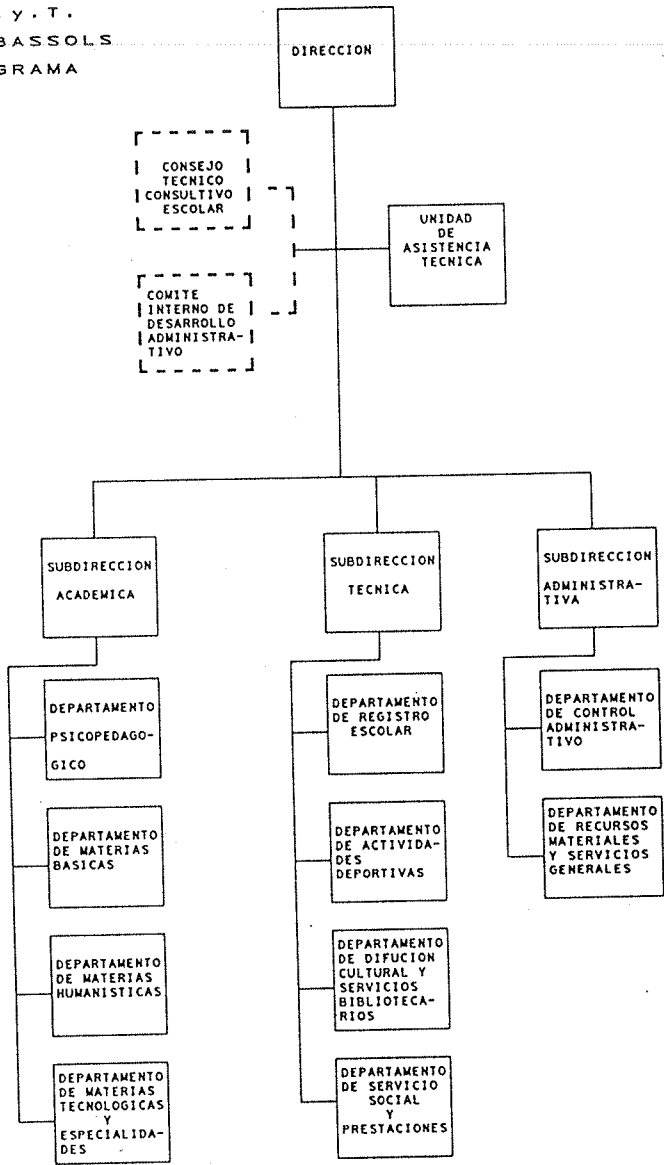 y. T.
BASSOLS
GRAMA
DIRECCION
CONSEJO
TECNICO
CONSULTIVO
ESCOLAR
UNIDAD
DE
ASISTENCIA
TECNICA
COMITE
INTERNO DE
DESARROLLO
ADMINISTRA-
TIVO
SUBDIRECCION
ACADEMICA
DEPARTAMENTO
PSICOPEDAGO-
GICO
DEPARTAMENTO
DE MATERIAS
BASICAS
DEPARTAMENTO
DE MATERIAS
HUMANISTICAS
DEPARTAMENTO
DE MATERIAS
TECNOLOGICAS
Y
ESPECIALIDA-
DES
SUBDIRECCION
TECNICA
DEPARTAMENTO
DE REGISTRO
ESCOLAR
DEPARTAMENTO
DE ACTIVIDA-
DES
DEPORTIVAS
DEPARTAMENTO
DE DIFUCION
CULTURAL Y
SERVICIOS
BIBLIOTECA-
RIOS
DEPARTAMENTO
DE SERVICIO
SOCIAL
Y
PRESTACIONES
SUBDIRECCION
ADMINISTRA-
TIVA
DEPARTAMENTO
DE CONTROL
ADMINISTRA-
TIVO
DEPARTAMENTO
DE RECURSOS
MATERIALES
Y SERVICIOS
GENERALES